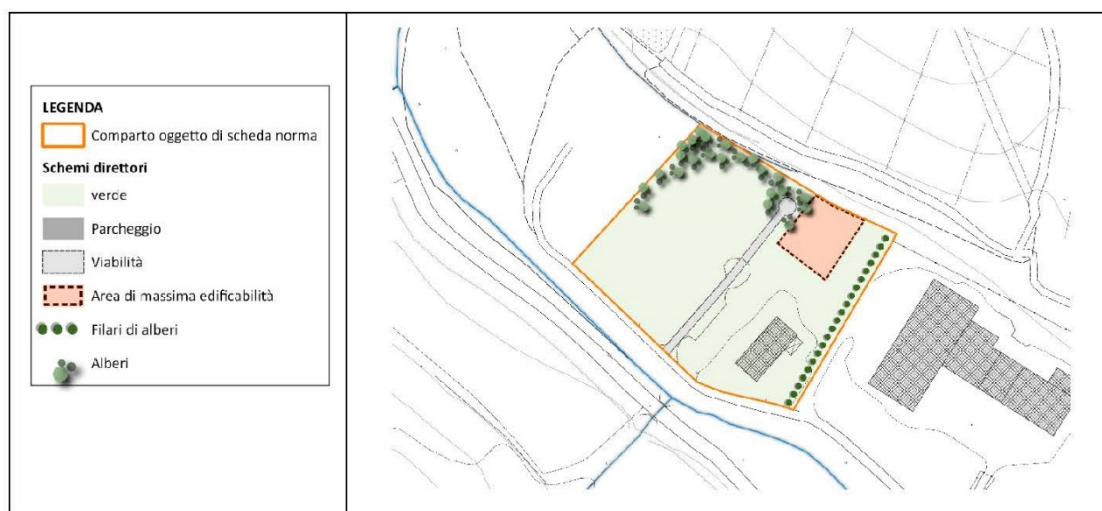 LEGENDA
Comparto oggetto di scheda norma
Schemi direttori
verde
Parcheggio
Viabilità
Area di massima edificabilità
Filari di alberi
Alberi